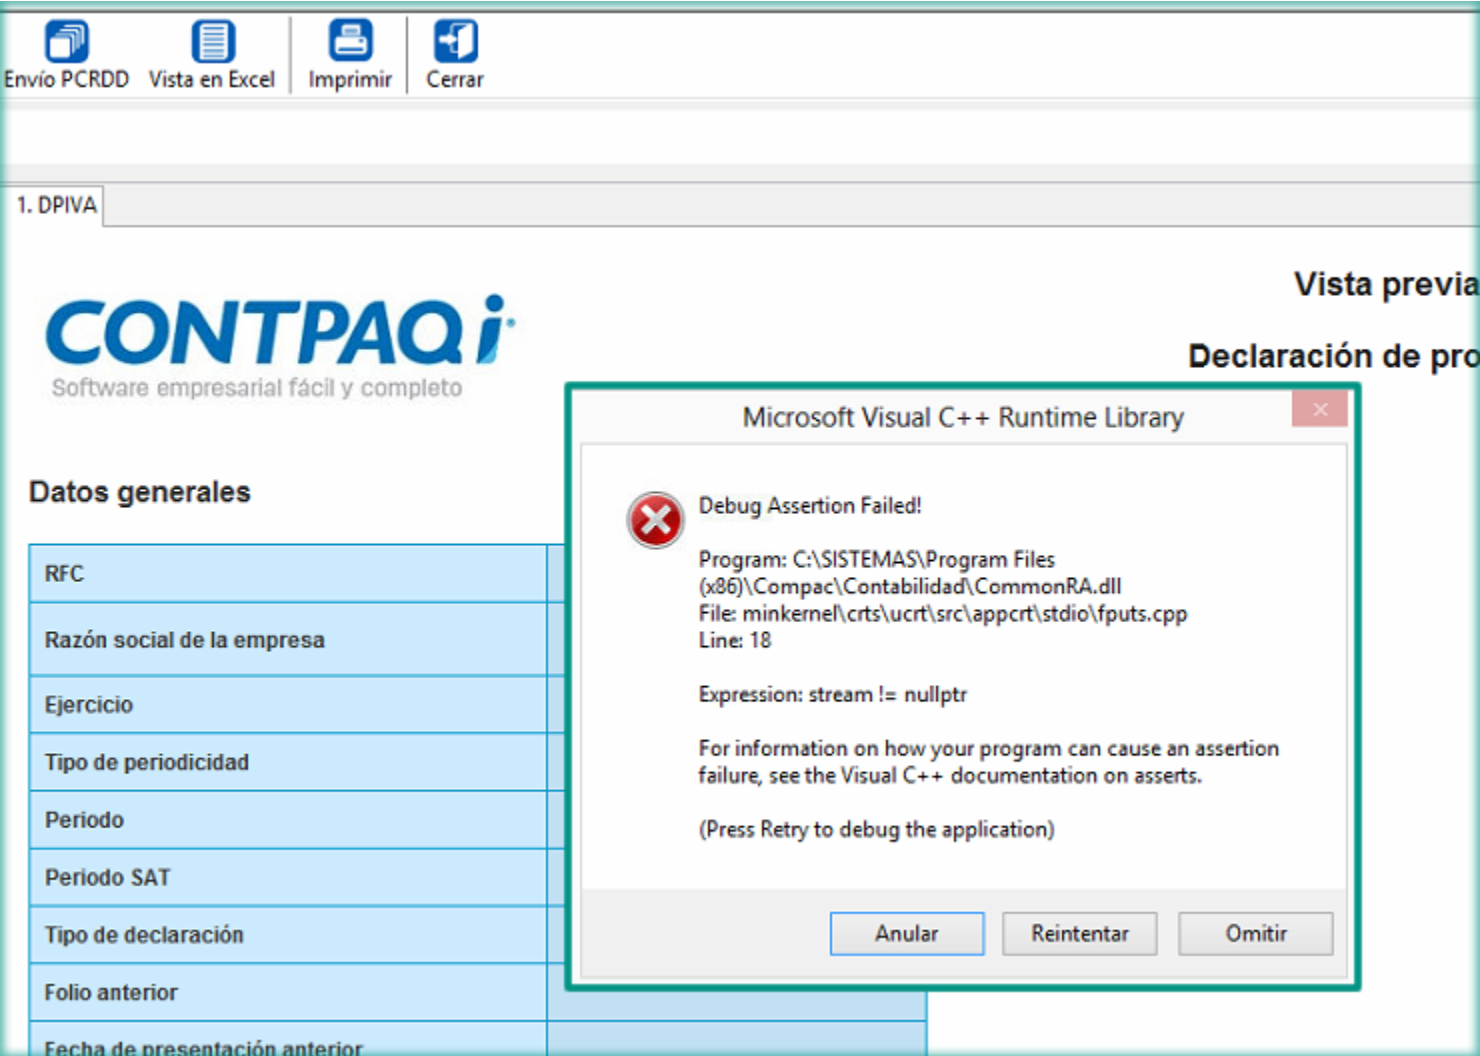 Envío PCRDD
Vista en Excel
Imprimir
Cerrar
1. DPIVA
CONTPAQi
Software empresarial fácil y completo
Vista previa
Declaración de pro
Datos generales
RFC
Razón social de la empresa
Ejercicio
Tipo de periodicidad
Periodo
Periodo SAT
Tipo de declaración
Folio anterior
Fecha de presentación anterior
Microsoft Visual C++ Runtime Library
Debug Assertion Failed!
Program: C:\SISTEMAS\Program Files
(x86)\Compac\Contabilidad\CommonRA.dll
File: minkernel\crts\ucrt\src\appcrt\stdio\fputs.cpp
Line: 18
Expression: stream != nullptr
For information on how your program can cause an assertion
failure, see the Visual C++ documentation on asserts.
(Press Retry to debug the application)
Anular
Reintentar
Omitir